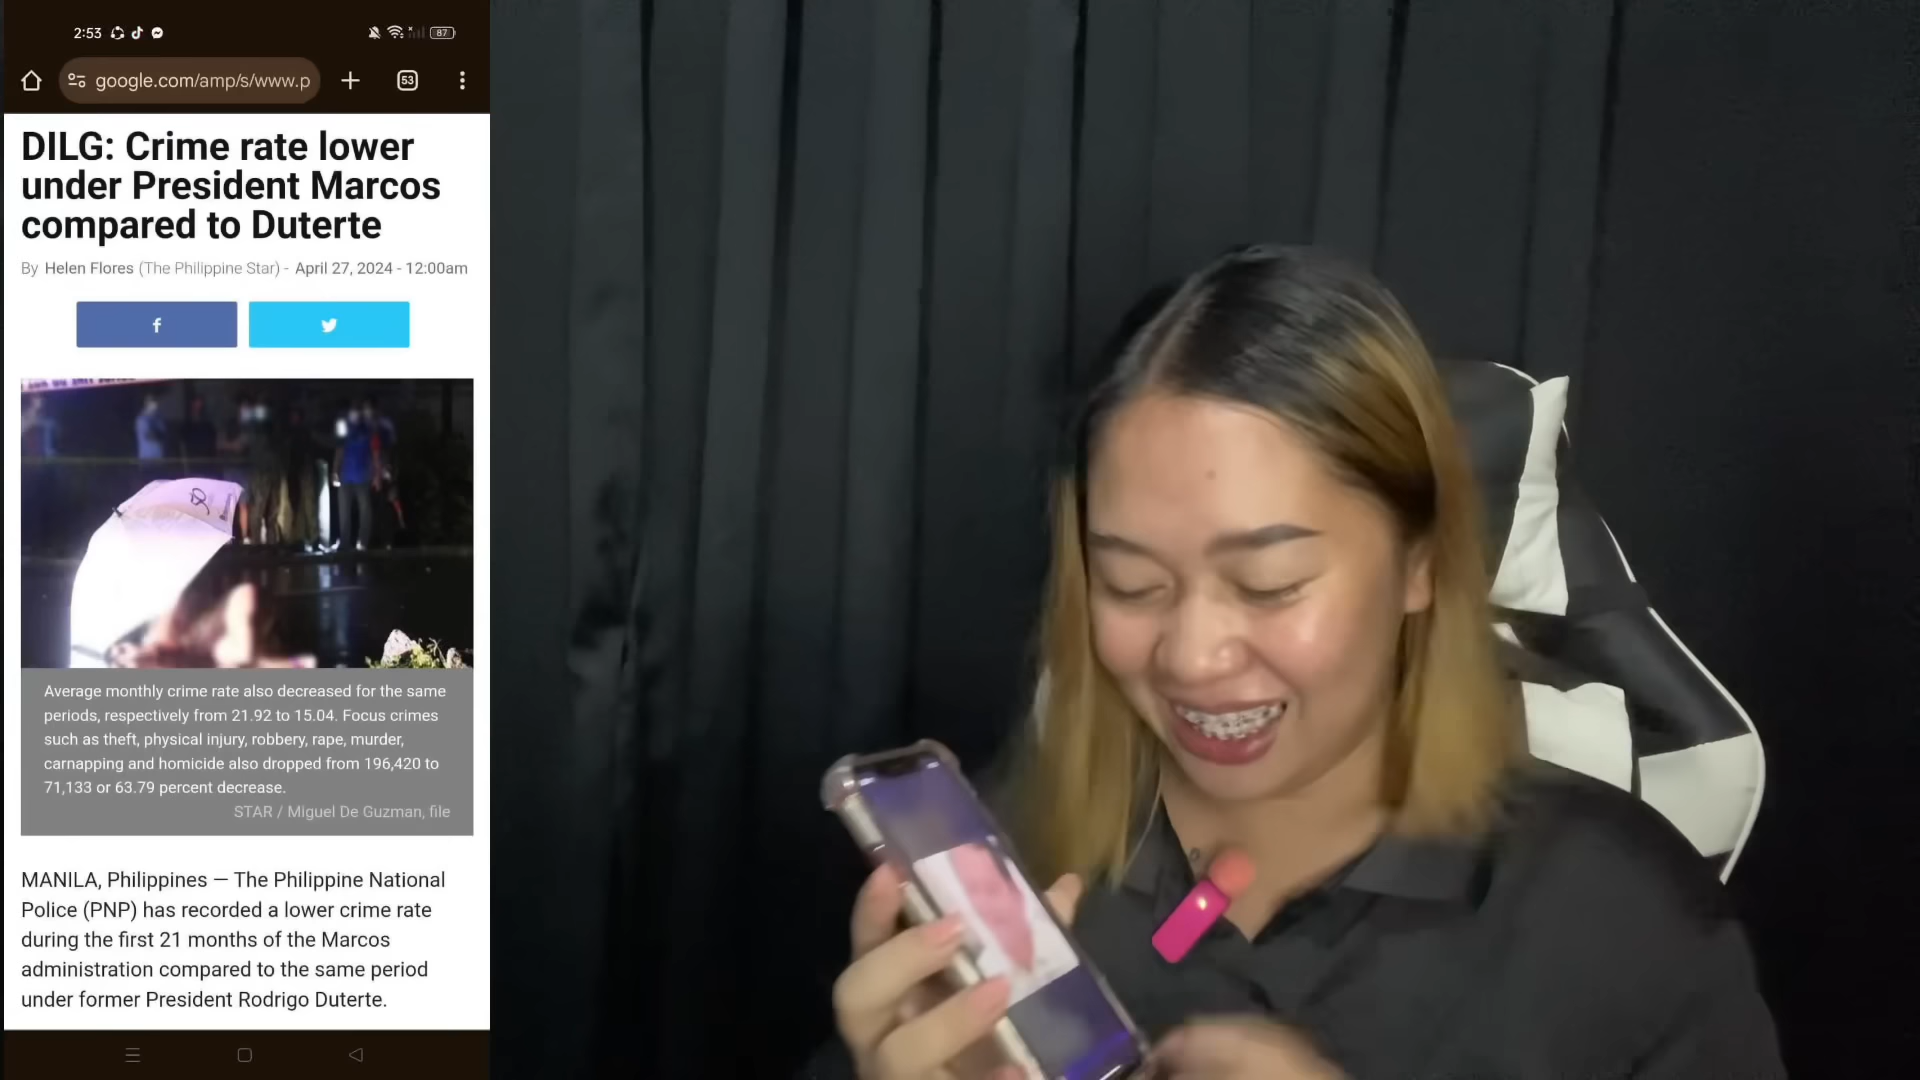 2:53
87
google.com/amp/s/www.p
53
DILG: Crime rate lower
under President Marcos
compared to Duterte
By Helen Flores (The Philippine Star) - April 27, 2024 - 12:00am
Average monthly crime rate also decreased for the same
periods, respectively from 21.92 to 15.04. Focus crimes
such as theft, physical injury, robbery, rape, murder,
carnapping and homicide also dropped from 196,420 to
71,133 or 63.79 percent decrease.
STAR / Miguel De Guzman, file
MANILA, Philippines — The Philippine National
Police (PNP) has recorded a lower crime rate
during the first 21 months of the Marcos
administration compared to the same period
under former President Rodrigo Duterte.